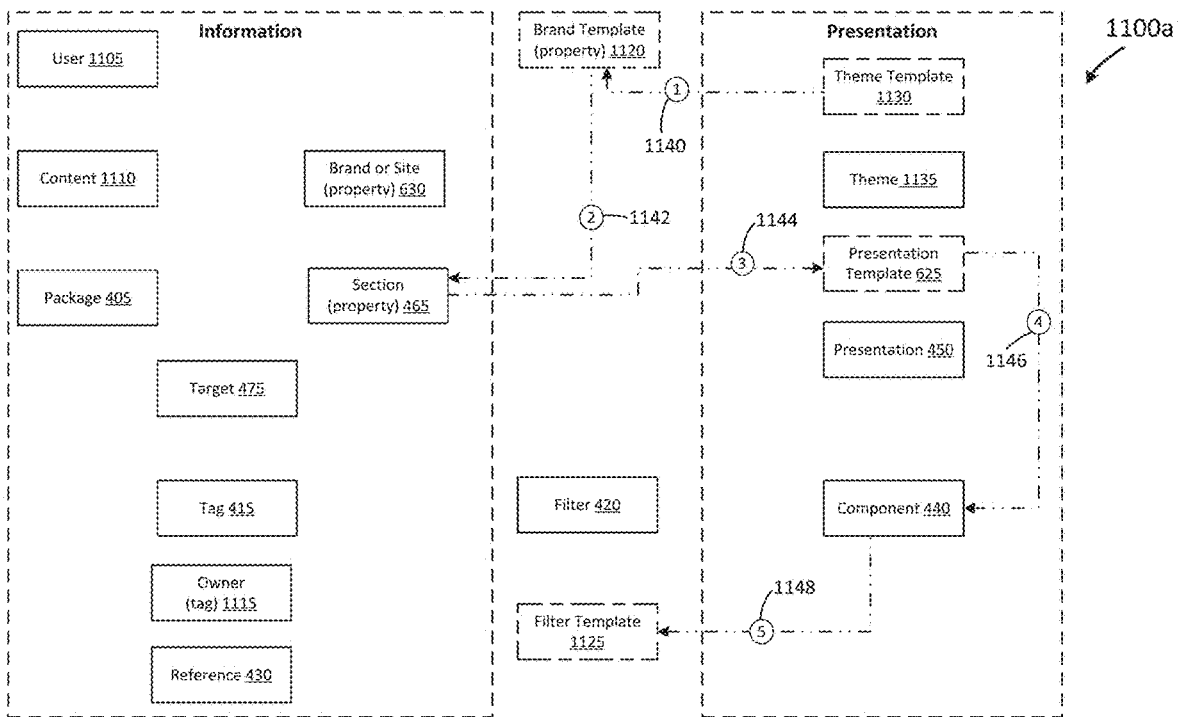 Information
Brand Template
(property) 1120
Presentation
1100a
User 1105
Theme Template
1130
1
1140
Content 1110
Brand or Site
(property) 630
Theme 1135
2
1142
1144
3
Presentation
Template 625
Package 405
Section
(property) 465
4
1146
Presentation 450
Target 475
Tag 415
Filter 420
Component 440
Owner
(tag) 1115
1148
Filter Template
1125
5
Reference 430